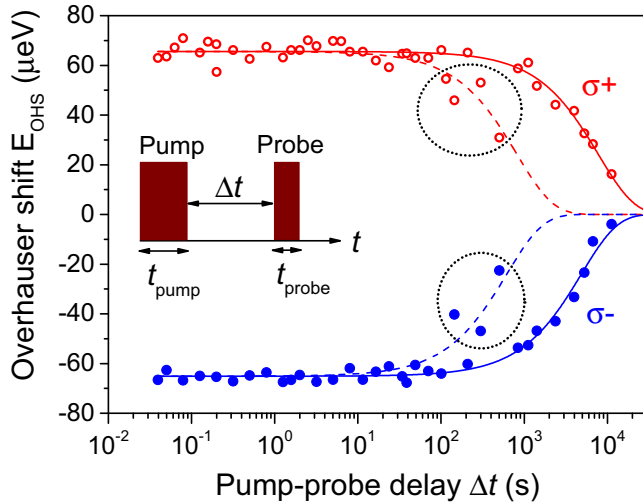 Overhauser shift E_OHS (μeV)
80
60
40
20
0
-20
-40
-60
-80
σ+
σ-
Pump
Probe
Δt
t
t_pump
t_probe
10^-2
10^-1
10^0
10^1
10^2
10^3
10^4
Pump-probe delay Δt (s)